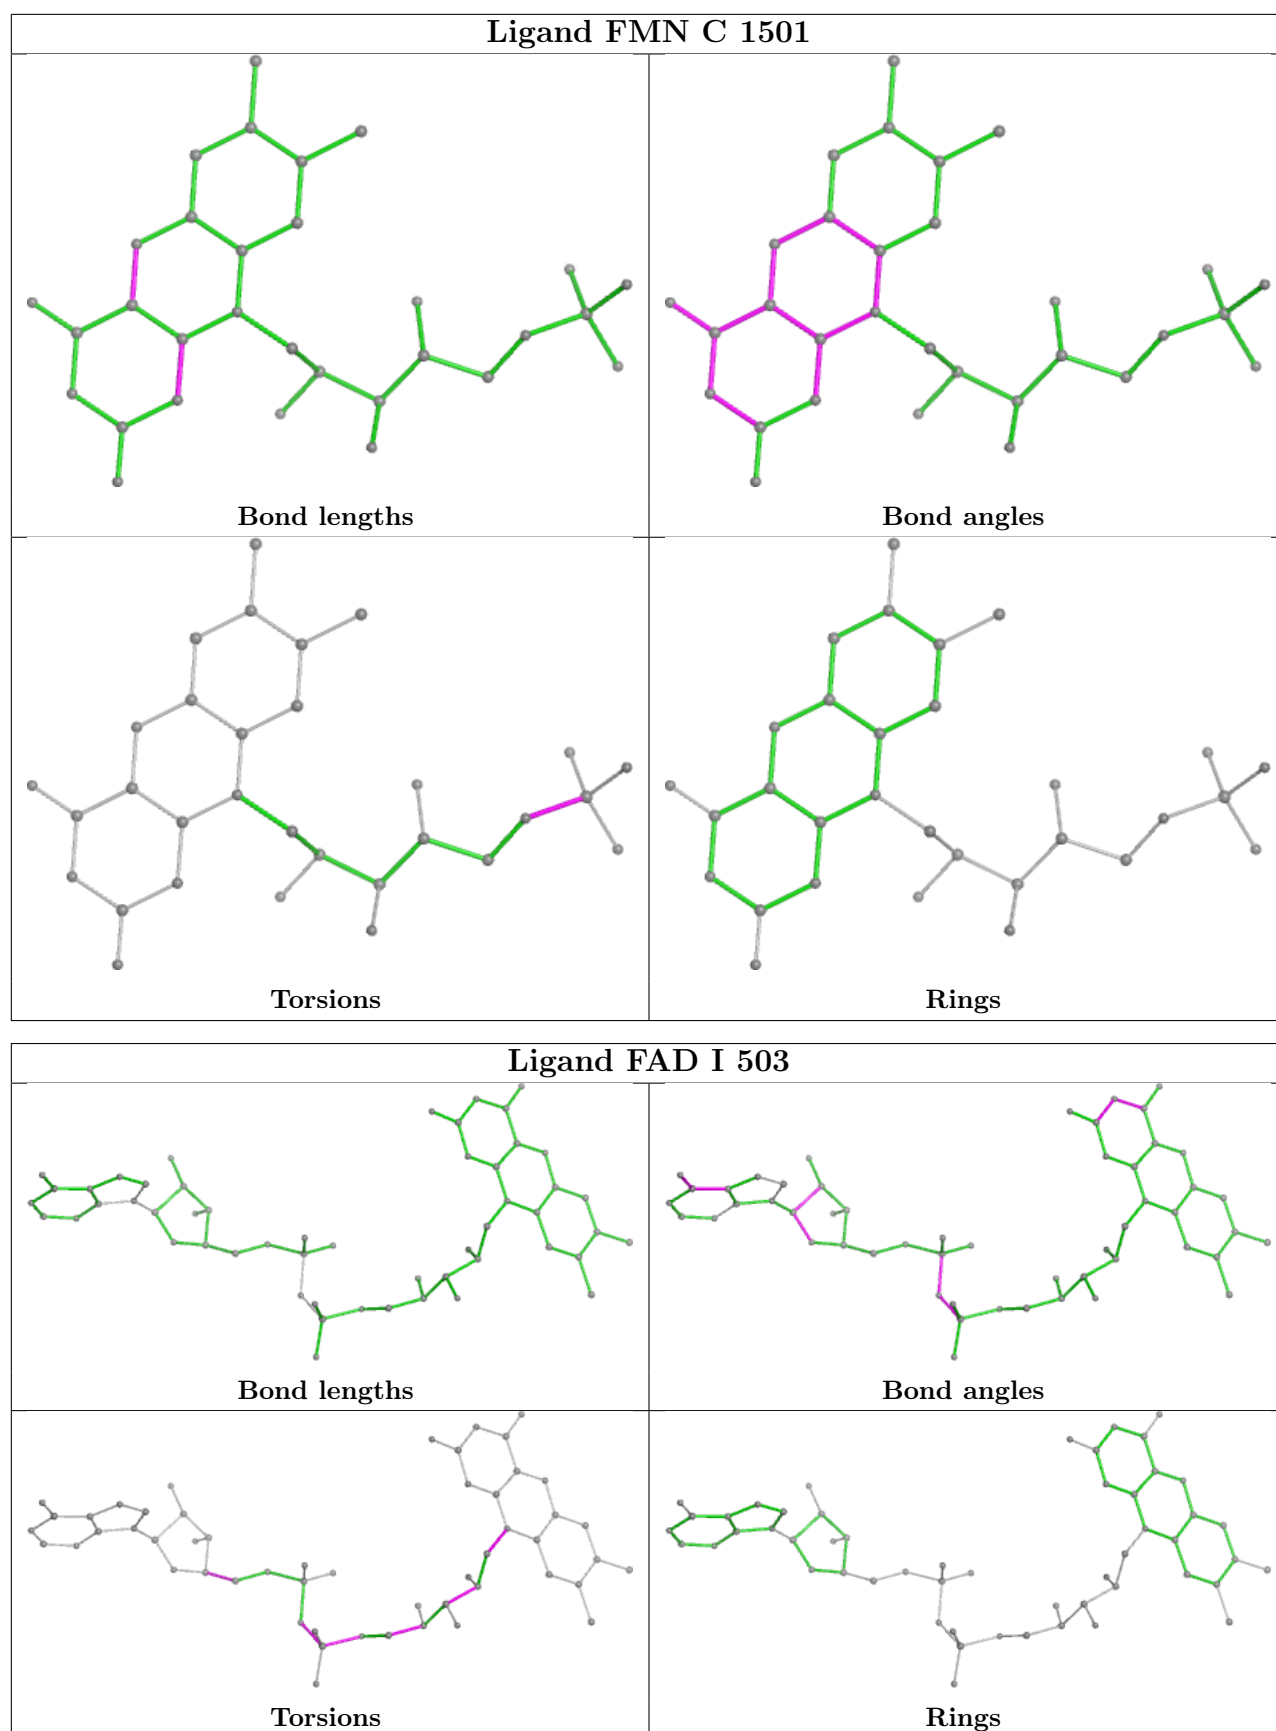 Ligand FMN C 1501
Bond lengths
Bond angles
Torsions
Rings
Ligand FAD I 503
Bond lengths
Bond angles
Torsions
Rings